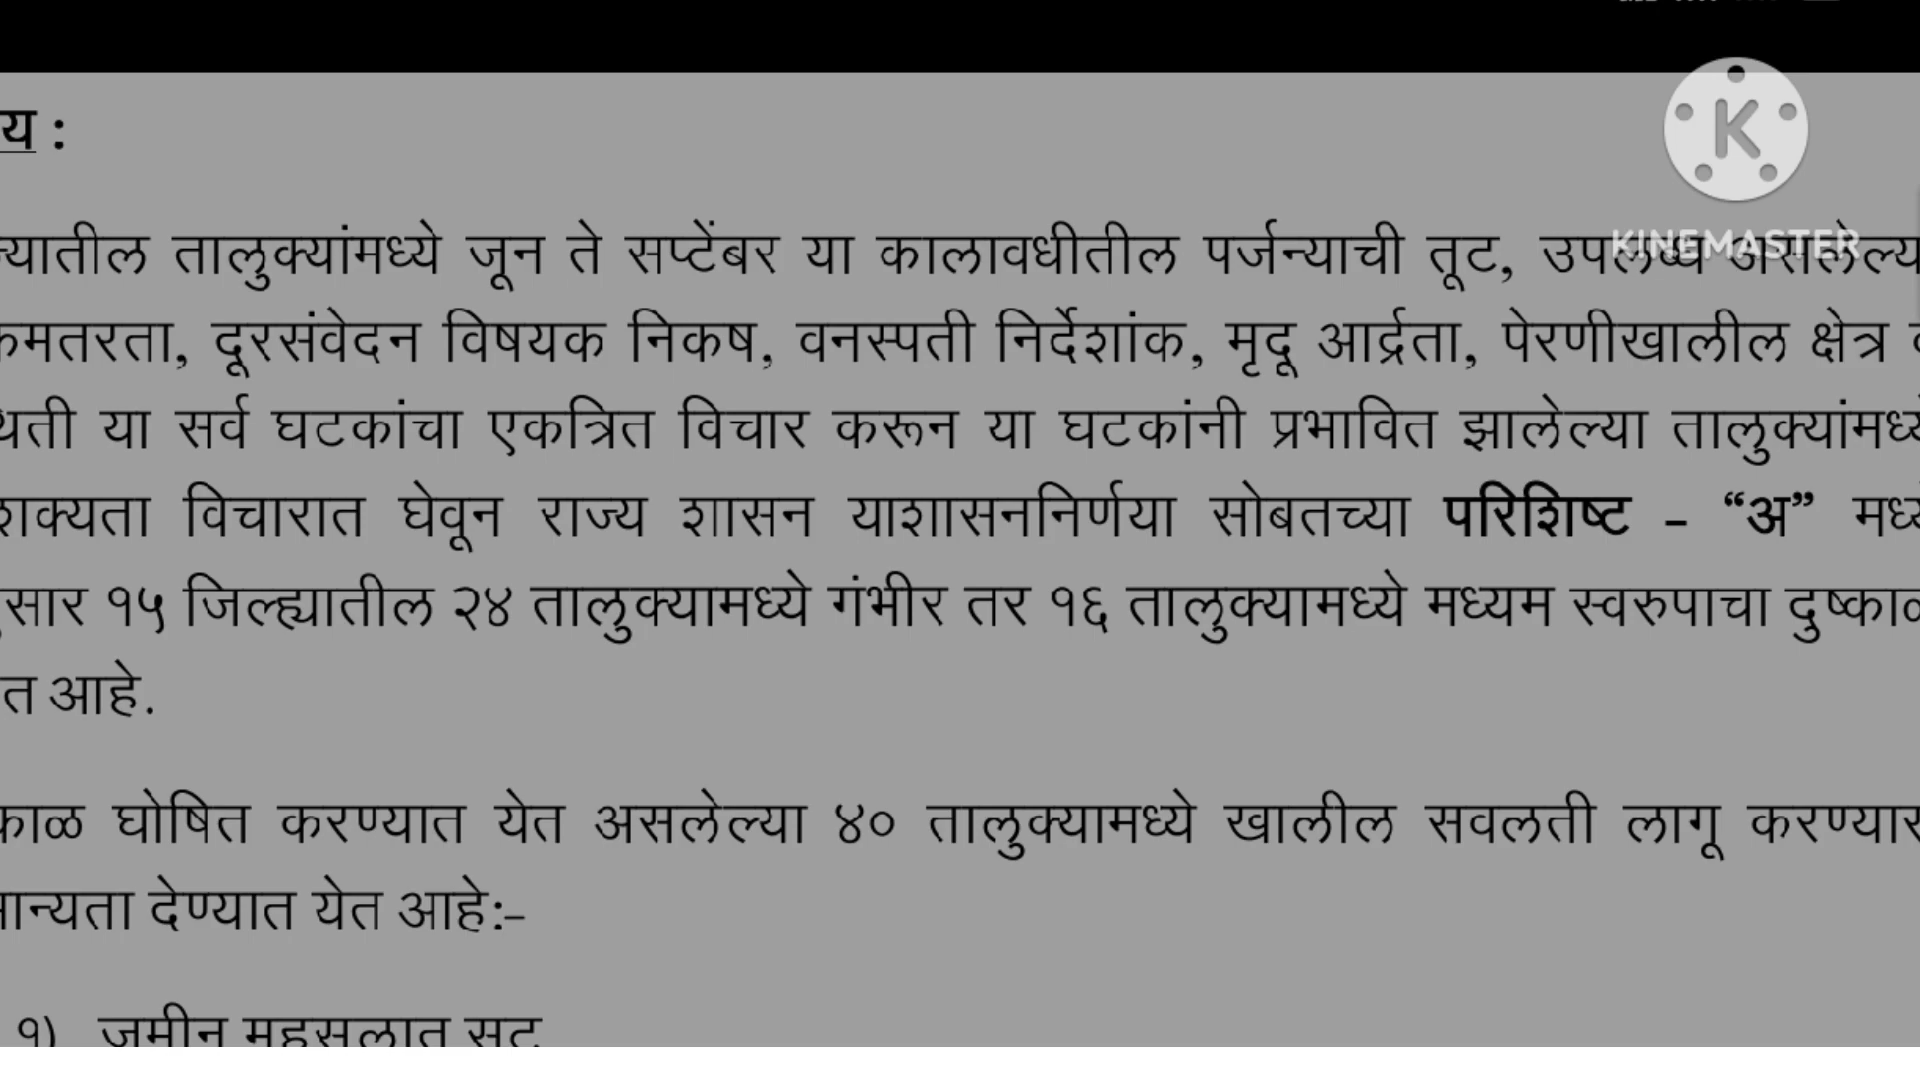 य :
KINEMASTER
ज्यातील तालुक्यांमध्ये जून ते सप्टेंबर या कालावधीतील पर्जन्याची तूट, उपलब्ध असलेल्या
कमतरता, दूरसंवेदन विषयक निकष, वनस्पती निर्देशांक, मृदू आर्द्रता, पेरणीखालील क्षेत्र
थिती या सर्व घटकांचा एकत्रित विचार करून या घटकांनी प्रभावित झालेल्या तालुक्यांमध्ये
शक्यता विचारात घेवून राज्य शासन याशासननिर्णया सोबतच्या परिशिष्ट - “अ” मध्ये
ुसार १५ जिल्ह्यातील २४ तालुक्यामध्ये गंभीर तर १६ तालुक्यामध्ये मध्यम स्वरुपाचा दुष्काळ
त आहे.
काळ घोषित करण्यात येत असलेल्या ४० तालुक्यामध्ये खालील सवलती लागू करण्यास
मान्यता देण्यात येत आहे:-
१) जमीन महसूलात सूट